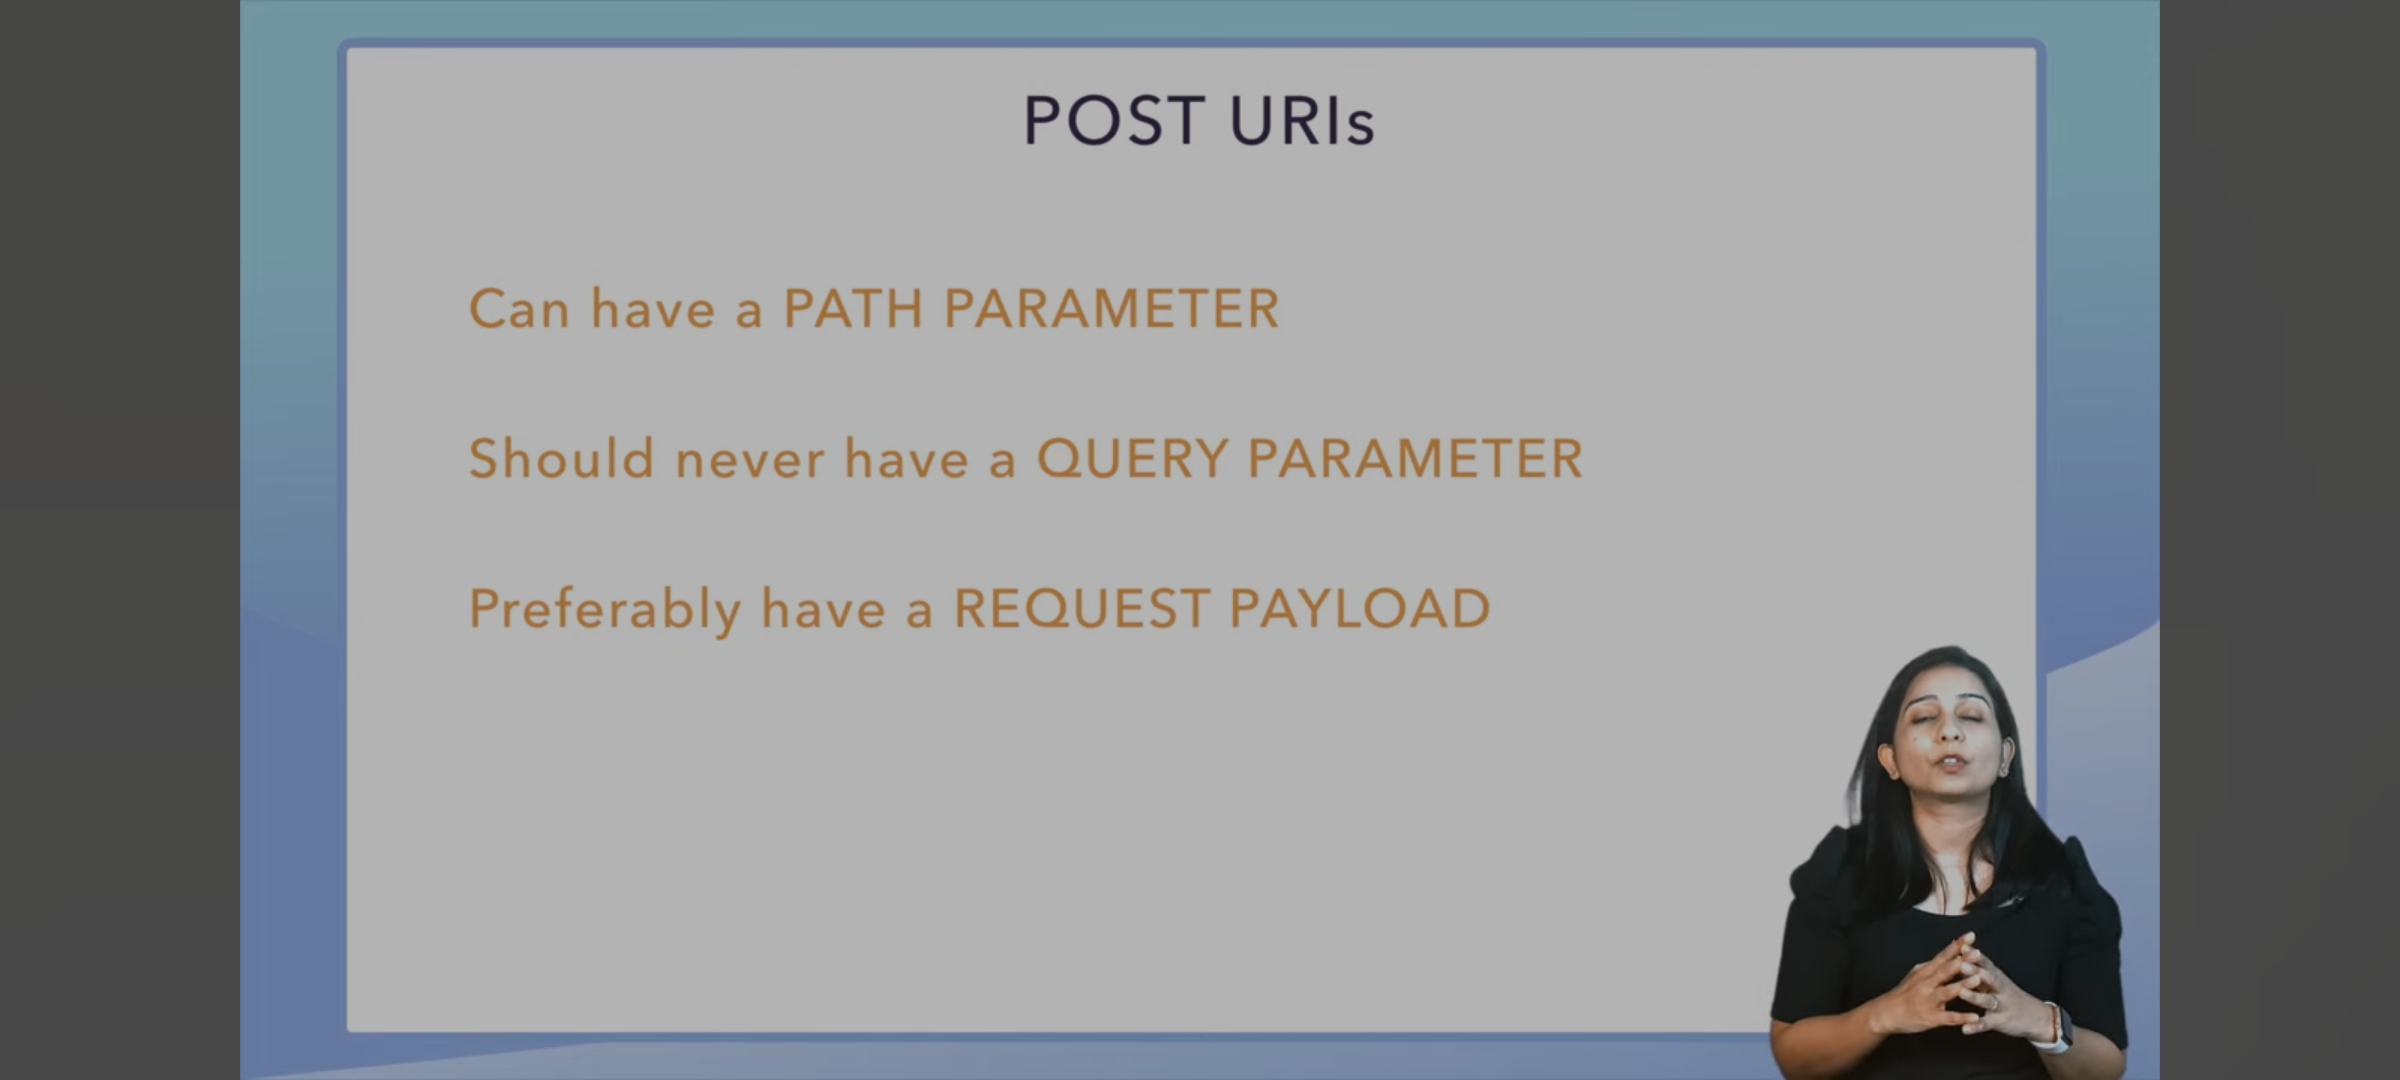 POST URIs
Can have a PATH PARAMETER
Should never have a QUERY PARAMETER
Preferably have a REQUEST PAYLOAD